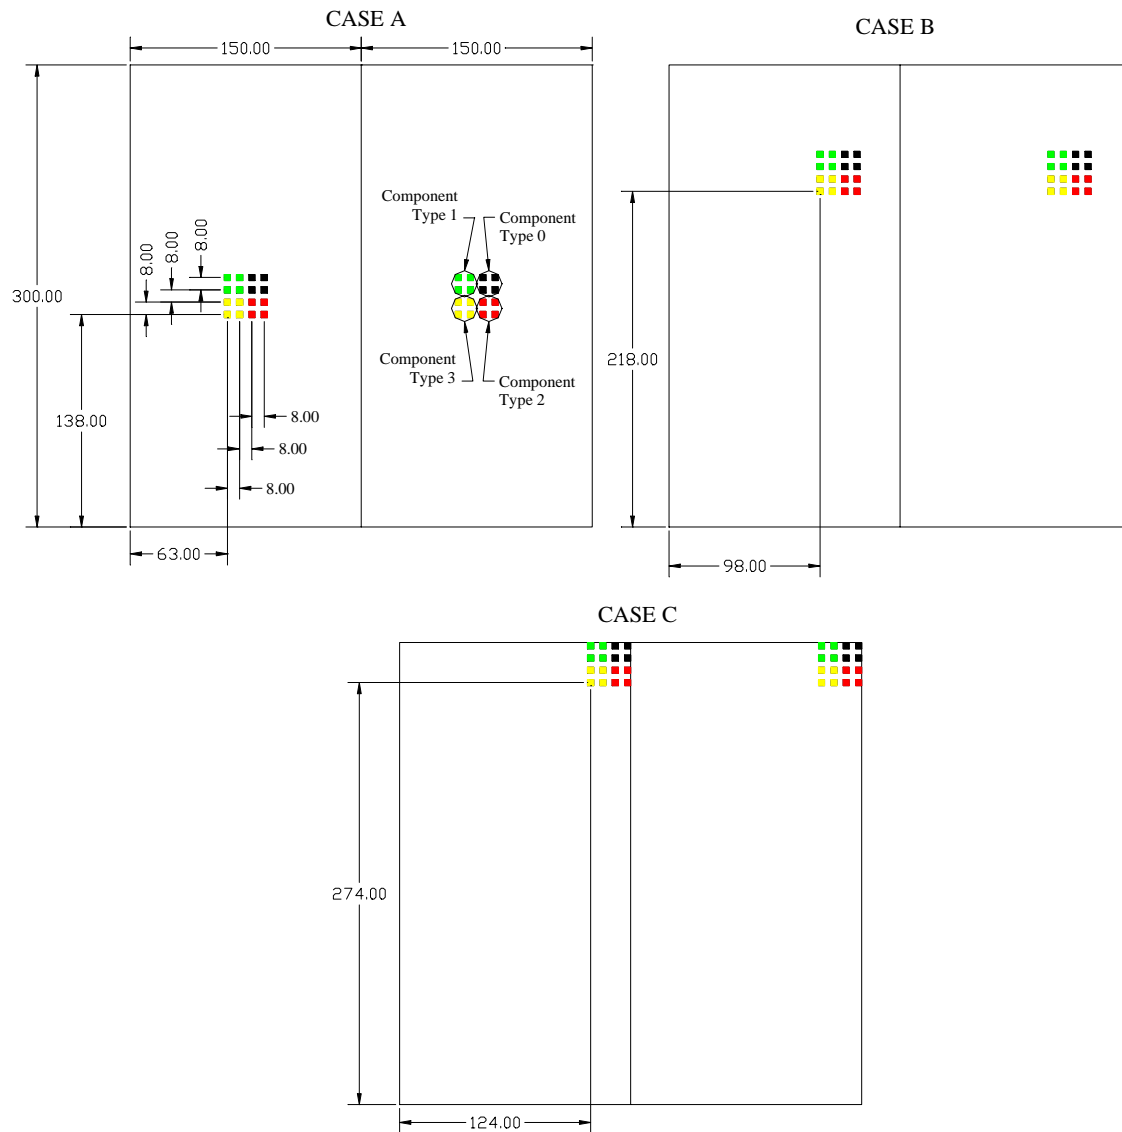 CASE A
CASE B
150.00
150.00
Component
Type 1
Component
Type 0
8.00
8.00
8.00
300.00
138.00
Component
Type 3
Component
Type 2
8.00
8.00
8.00
63.00
218.00
98.00
CASE C
274.00
124.00